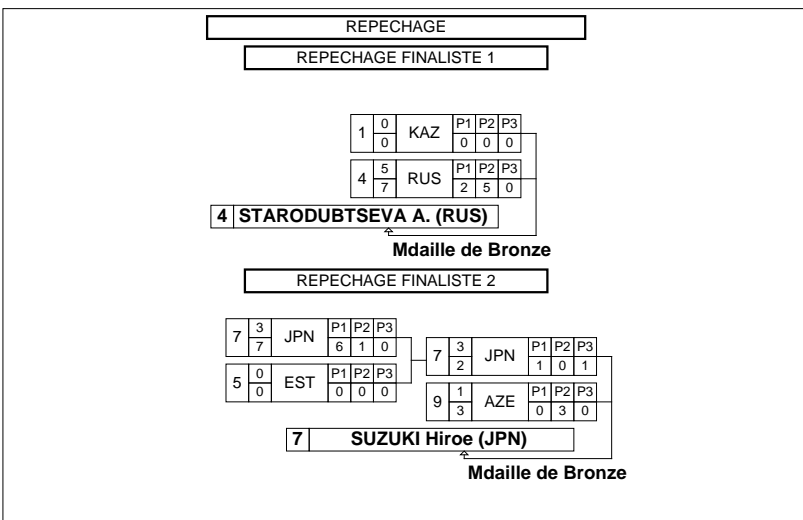 REPECHAGE
REPECHAGE FINALISTE 1
1 0 0 KAZ P1 P2 P3 0 0 0
4 5 7 RUS P1 P2 P3 2 5 0
4 STARODUBTSEVA A. (RUS)
Mdaille de Bronze
REPECHAGE FINALISTE 2
7 3 7 JPN P1 P2 P3 6 1 0
5 0 0 EST P1 P2 P3 0 0 0
7 3 2 JPN P1 P2 P3 1 0 1
9 1 3 AZE P1 P2 P3 0 3 0
7 SUZUKI Hiroe (JPN)
Mdaille de Bronze